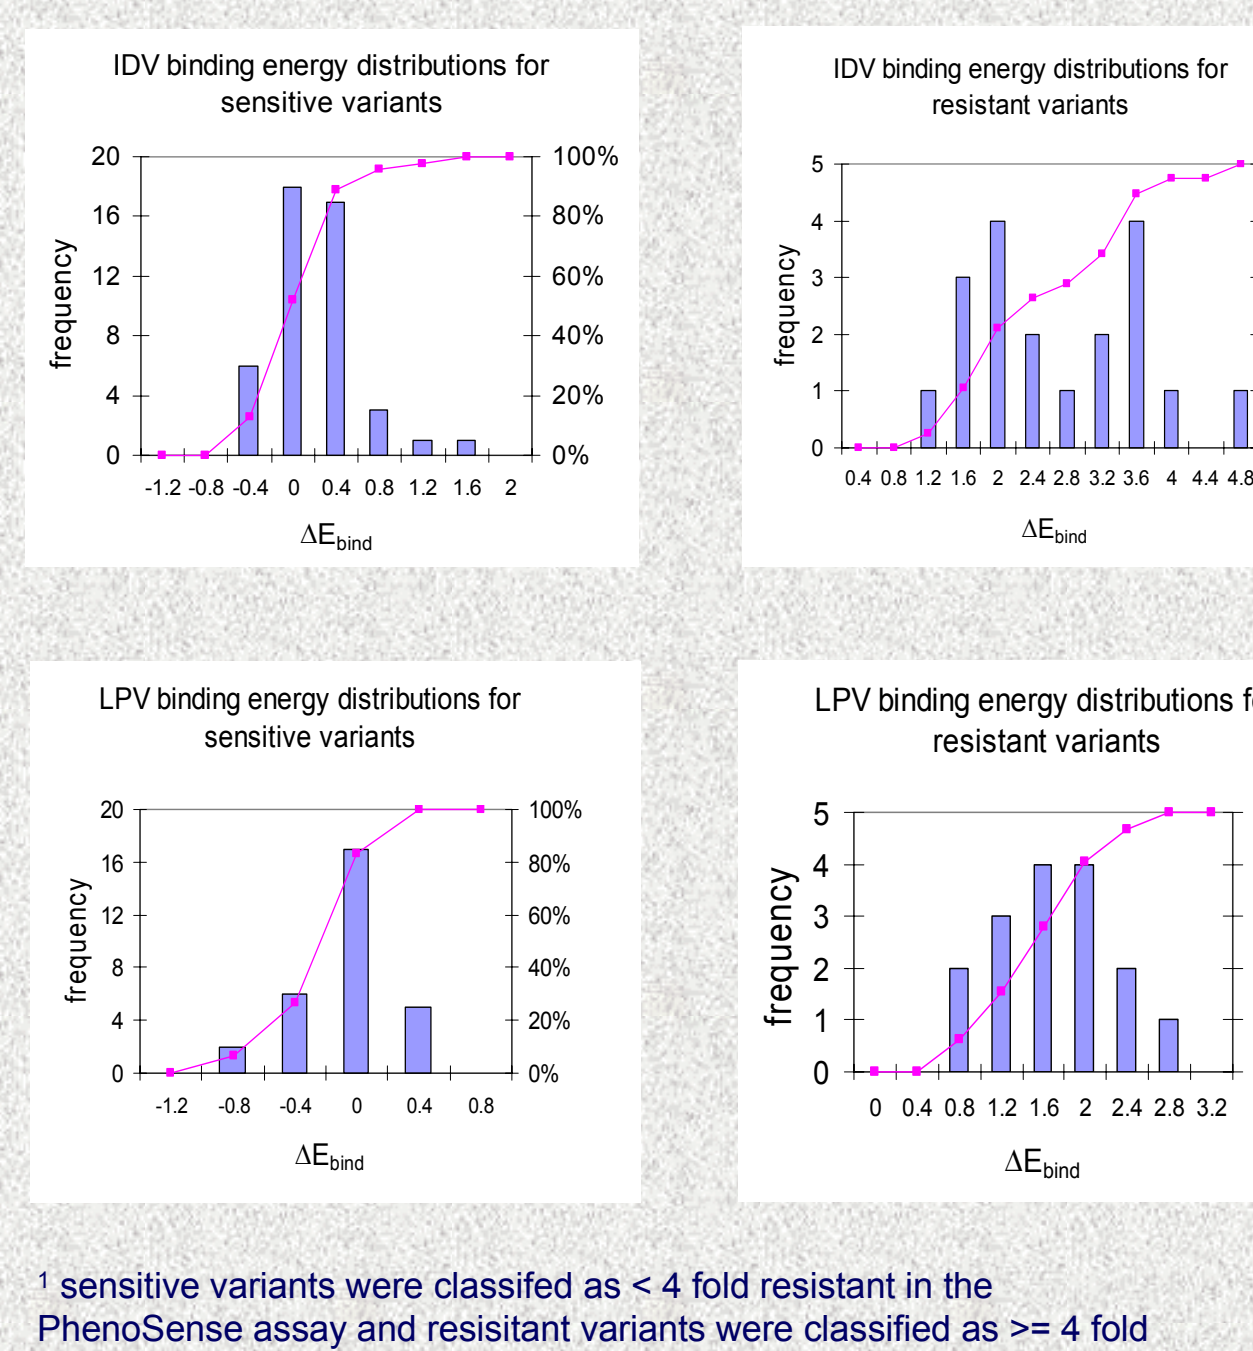 IDV binding energy distributions for
sensitive variants
20
16
12
8
4
0
100%
80%
60%
40%
20%
0%
frequency
-1.2 -0.8 -0.4 0 0.4 0.8 1.2 1.6 2
ΔEbind
IDV binding energy distributions for
resistant variants
5
4
3
2
1
0
frequency
0.4 0.8 1.2 1.6 2 2.4 2.8 3.2 3.6 4 4.4 4.8
ΔEbind
LPV binding energy distributions for
sensitive variants
20
16
12
8
4
0
100%
80%
60%
40%
20%
0%
frequency
-1.2 -0.8 -0.4 0 0.4 0.8
ΔEbind
LPV binding energy distributions
resistant variants
5
4
3
2
1
0
frequency
0 0.4 0.8 1.2 1.6 2 2.4 2.8 3.2
ΔEbind
1 sensitive variants were classifed as < 4 fold resistant in the
PhenoSense assay and resisitant variants were classified as >= 4 fold